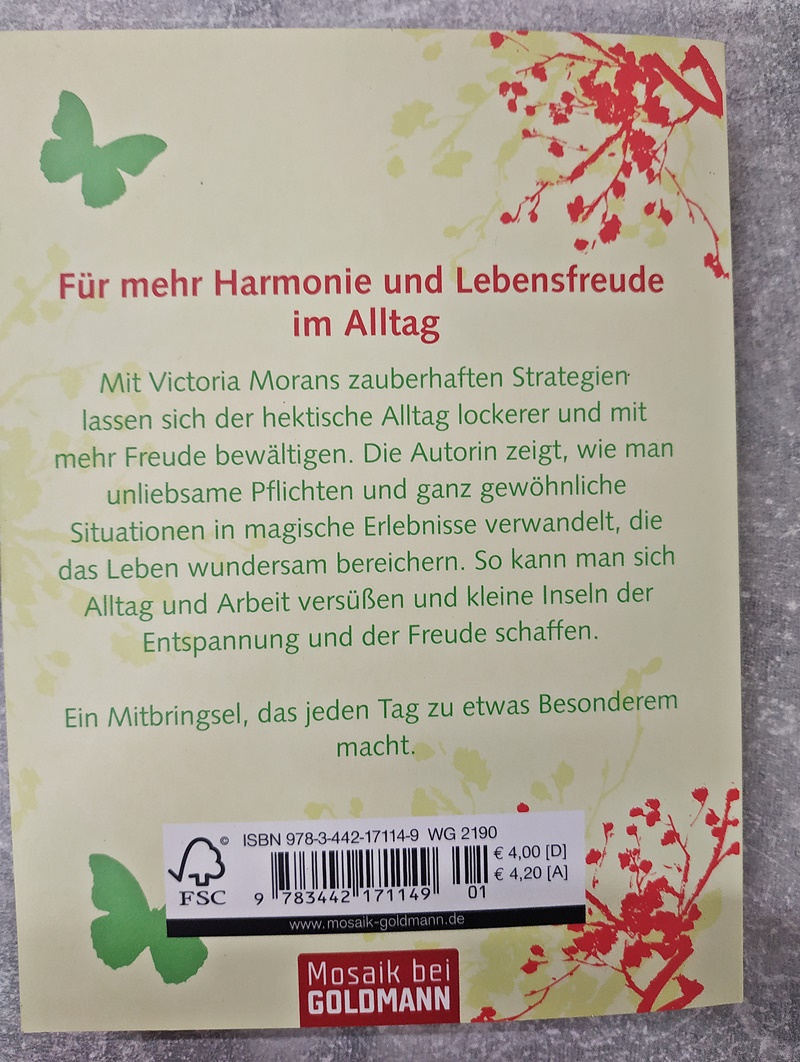 Für mehr Harmonie und Lebensfreude
im Alltag
Mit Victoria Morans zauberhaften Strategien
lassen sich der hektische Alltag lockerer und mit
mehr Freude bewältigen. Die Autorin zeigt, wie man
unliebsame Pflichten und ganz gewöhnliche
Situationen in magische Erlebnisse verwandelt, die
das Leben wundersam bereichern. So kann man sich
Alltag und Arbeit versüßen und kleine Inseln der
Entspannung und der Freude schaffen.
Ein Mitbringsel, das jeden Tag zu etwas Besonderem
macht.
© ISBN 978-3-442-17114-9 WG 2190
€ 4,00 [D]
€ 4,20 [A]
FSC
9 783442 171149 01
www.mosaik-goldmann.de
Mosaik bei
GOLDMANN